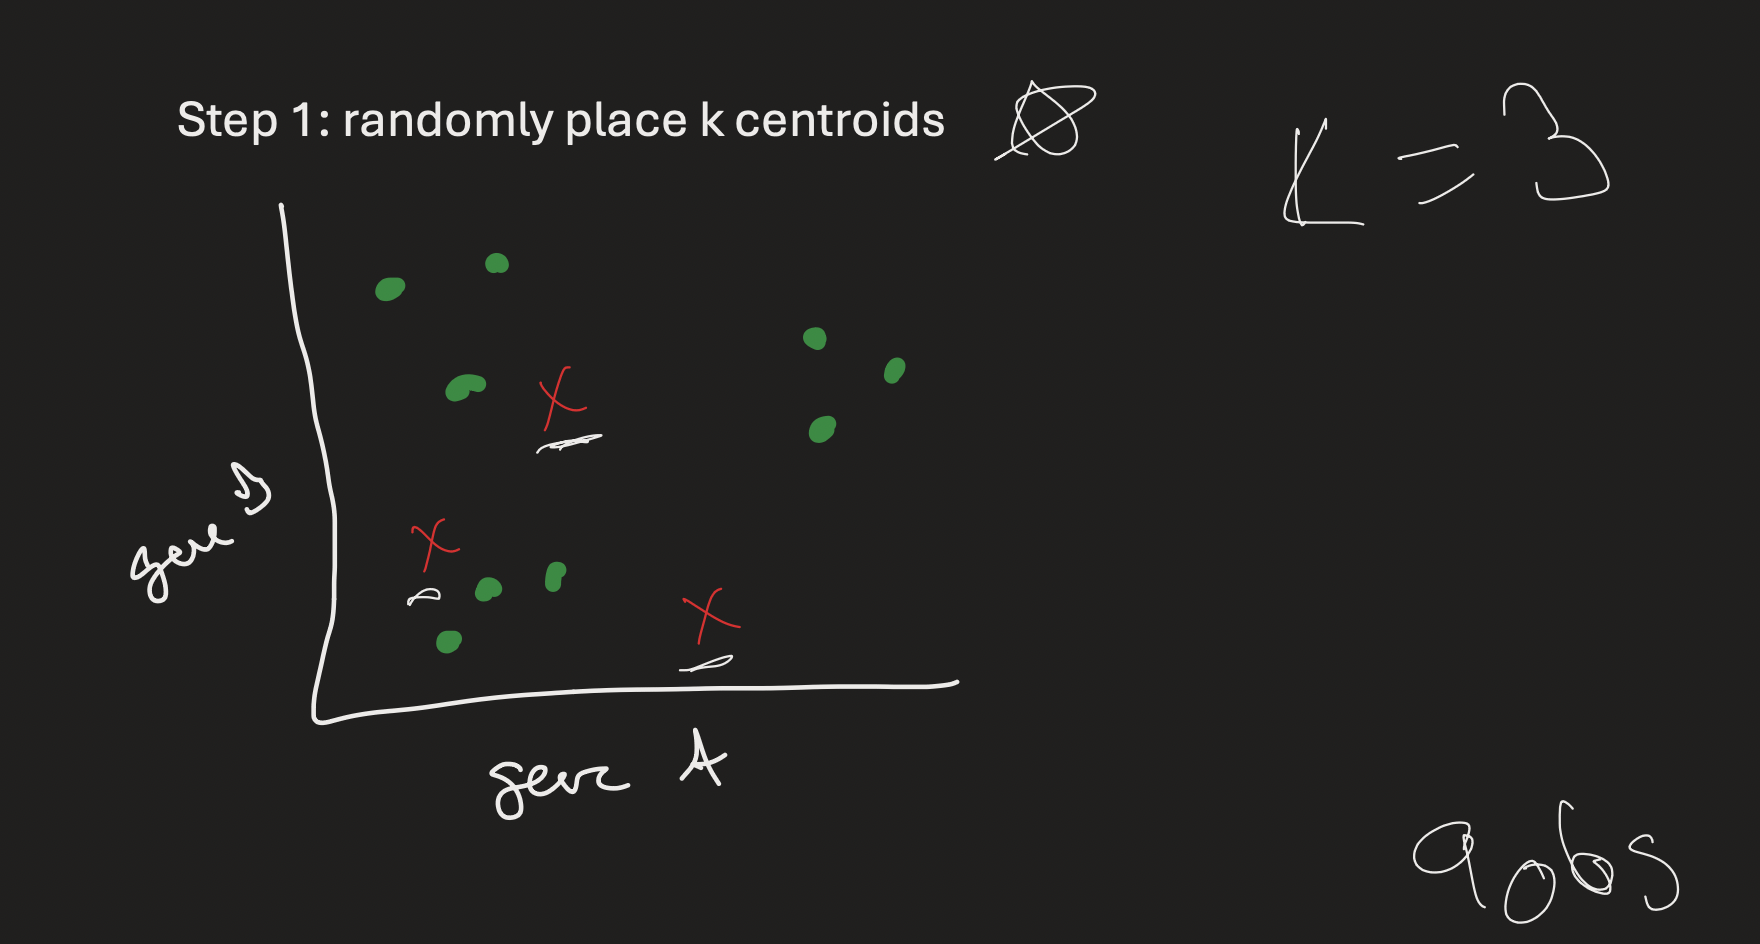 Step 1: randomly place k centroids
K = 3
gene B
gene A
9 obs